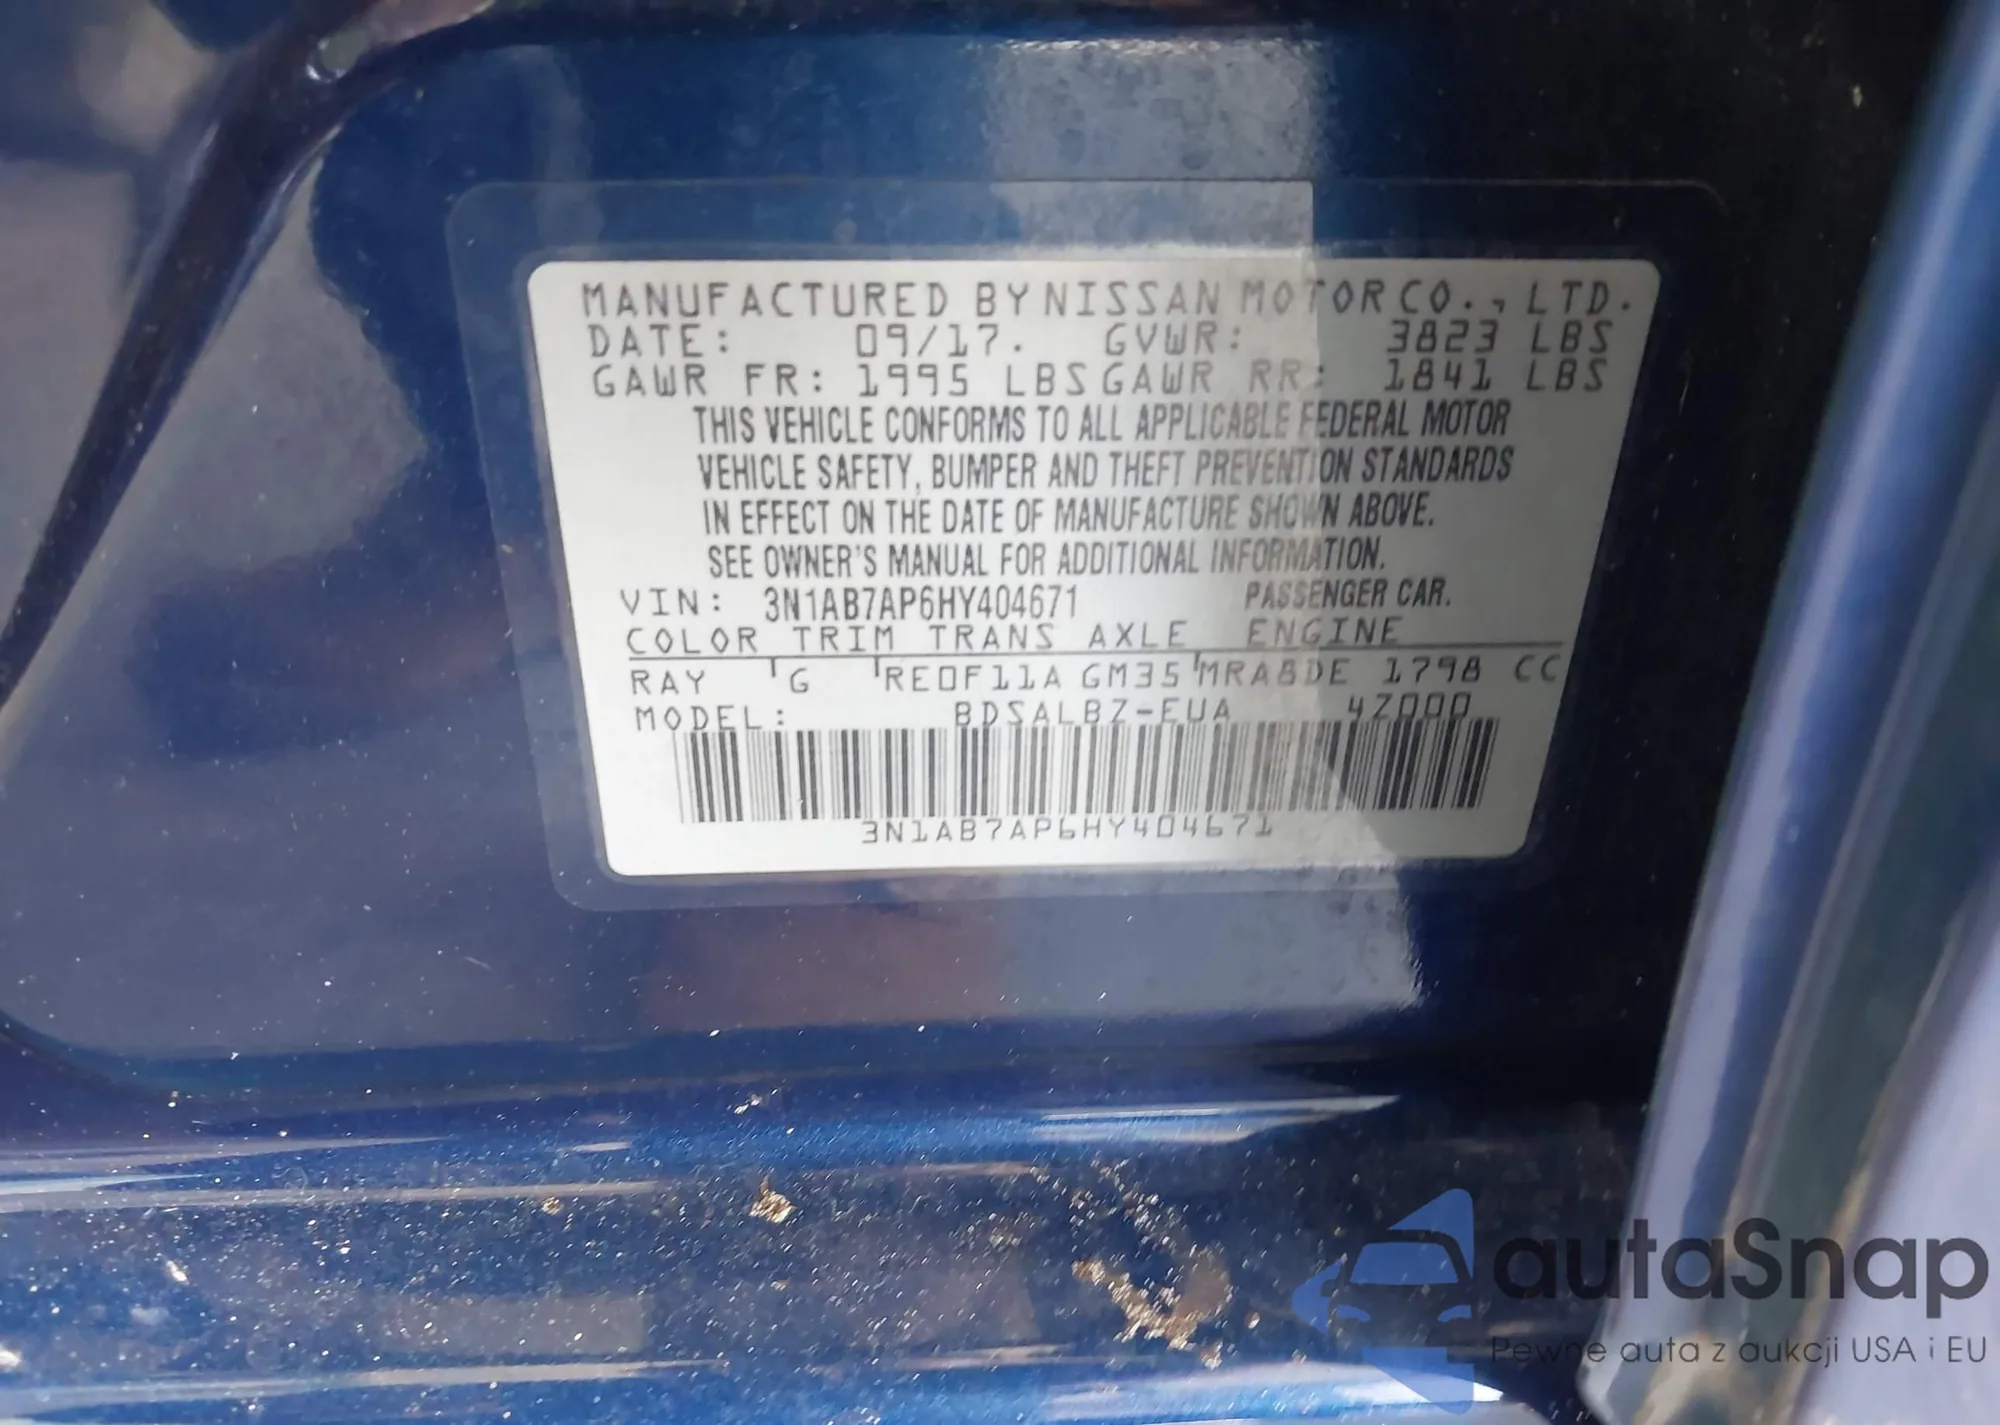 MANUFACTURED BY NISSAN MOTOR CO., LTD.
DATE: 09/17. GVWR: 3823 LBS
GAWR FR: 1995 LBS GAWR RR: 1841 LBS
THIS VEHICLE CONFORMS TO ALL APPLICABLE FEDERAL MOTOR
VEHICLE SAFETY, BUMPER AND THEFT PREVENTION STANDARDS
IN EFFECT ON THE DATE OF MANUFACTURE SHOWN ABOVE.
SEE OWNER'S MANUAL FOR ADDITIONAL INFORMATION.
VIN: 3N1AB7AP6HY404671 PASSENGER CAR.
COLOR TRIM TRANS AXLE ENGINE
RAY G RE0F11A GM35 MRA8DE 1798 CC
MODEL: BDSALBZ-EUA 4Z000
3N1AB7AP6HY404671
autaSnap
Pewne auta z aukcji USA i EU